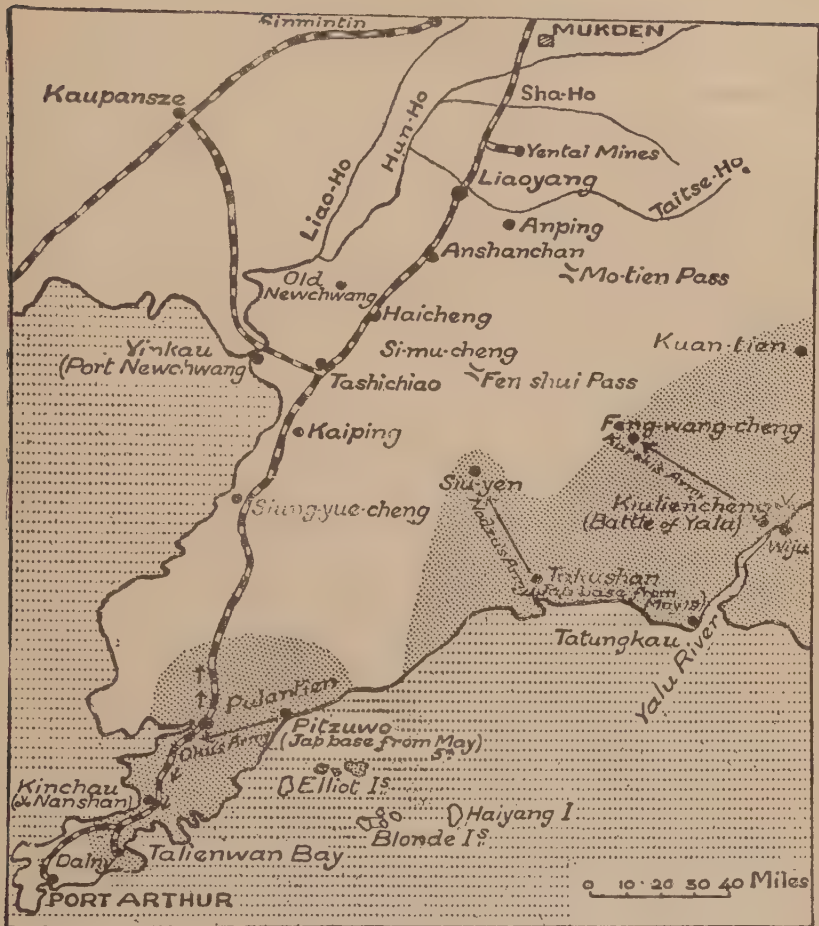 Sinmintin
MUKDEN
Kaupansze
Sha-Ho
Hun-Ho
Liao-Ho
Yentai Mines
Liaoyang
Taitse-Ho
Anping
Anshanchan
Mo-tien Pass
Old
Newchwang
Haicheng
Yinkau
(Port Newchwang)
Si-mu-cheng
Kuan-tien
Tashichiao
Fen shui Pass
Kaiping
Feng-wang-cheng
Kuroki's Army
Siu-yen
Kiuliencheng
(Battle of Yalu)
Siung-yue-cheng
Nodzu's Army
Wiju
Takushan
(Jap base from
May 19)
Tatungkau
Yalu River
Pulantien
Pitzuwo
(Jap base from May)
5th
Oku's Army
Kinchau
(& Nanshan)
Elliot Is.
Haiyang I
Blonde Is.
Talienwan Bay
Dalny
PORT ARTHUR
0 10 20 30 40 Miles